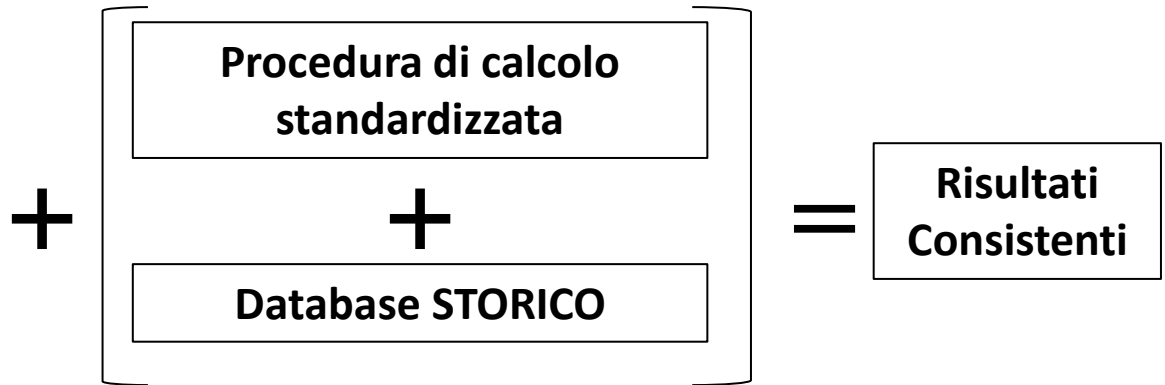 Procedura di calcolo
standardizzata
+
+
=
Risultati
Consistenti
Database STORICO